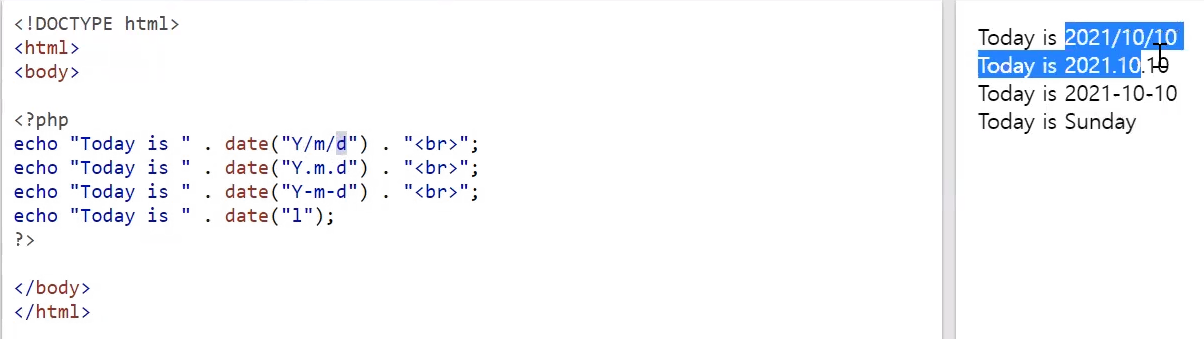 <!DOCTYPE html>
<html>
<body>
<?php
echo "Today is " . date("Y/m/d") . "<br>";
echo "Today is " . date("Y.m.d") . "<br>";
echo "Today is " . date("Y-m-d") . "<br>";
echo "Today is " . date("l");
?>
</body>
</html>
Today is 2021/10/10
Today is 2021.10.10
Today is 2021-10-10
Today is Sunday